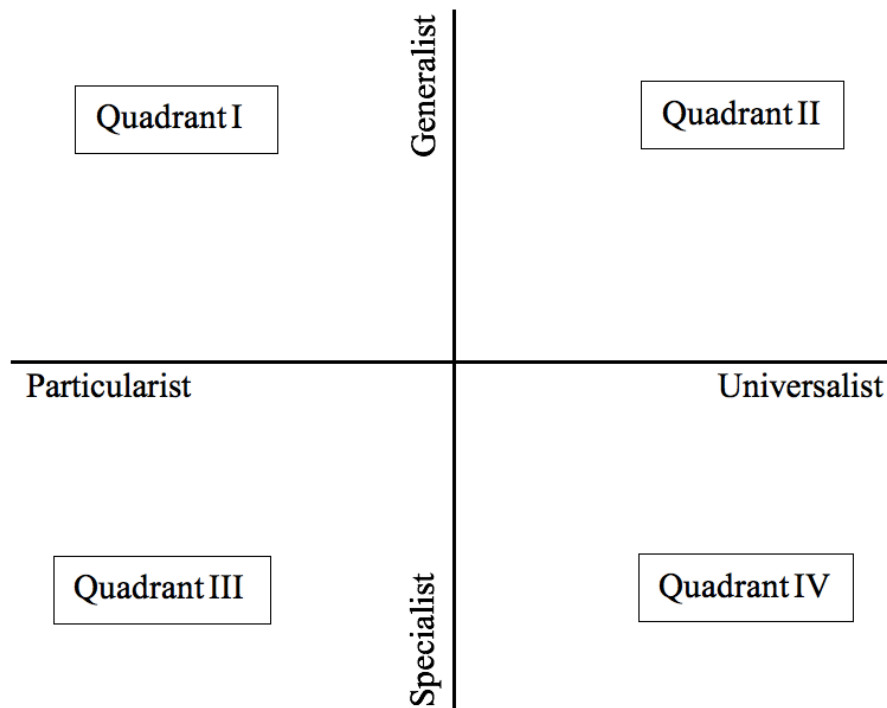 Generalist
Quadrant I
Quadrant II
Particularist
Universalist
Quadrant III
Quadrant IV
Specialist